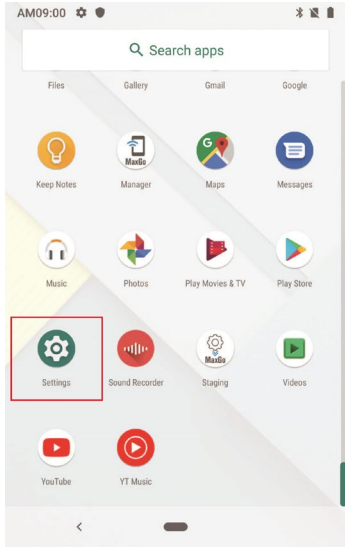 AM09:00
Search apps
Files Gallery Gmail Google
MaxGo
Keep Notes Manager Maps Messages
Music Photos Play Movies & TV Play Store
MaxGo
Settings Sound Recorder Staging Videos
YouTube YT Music